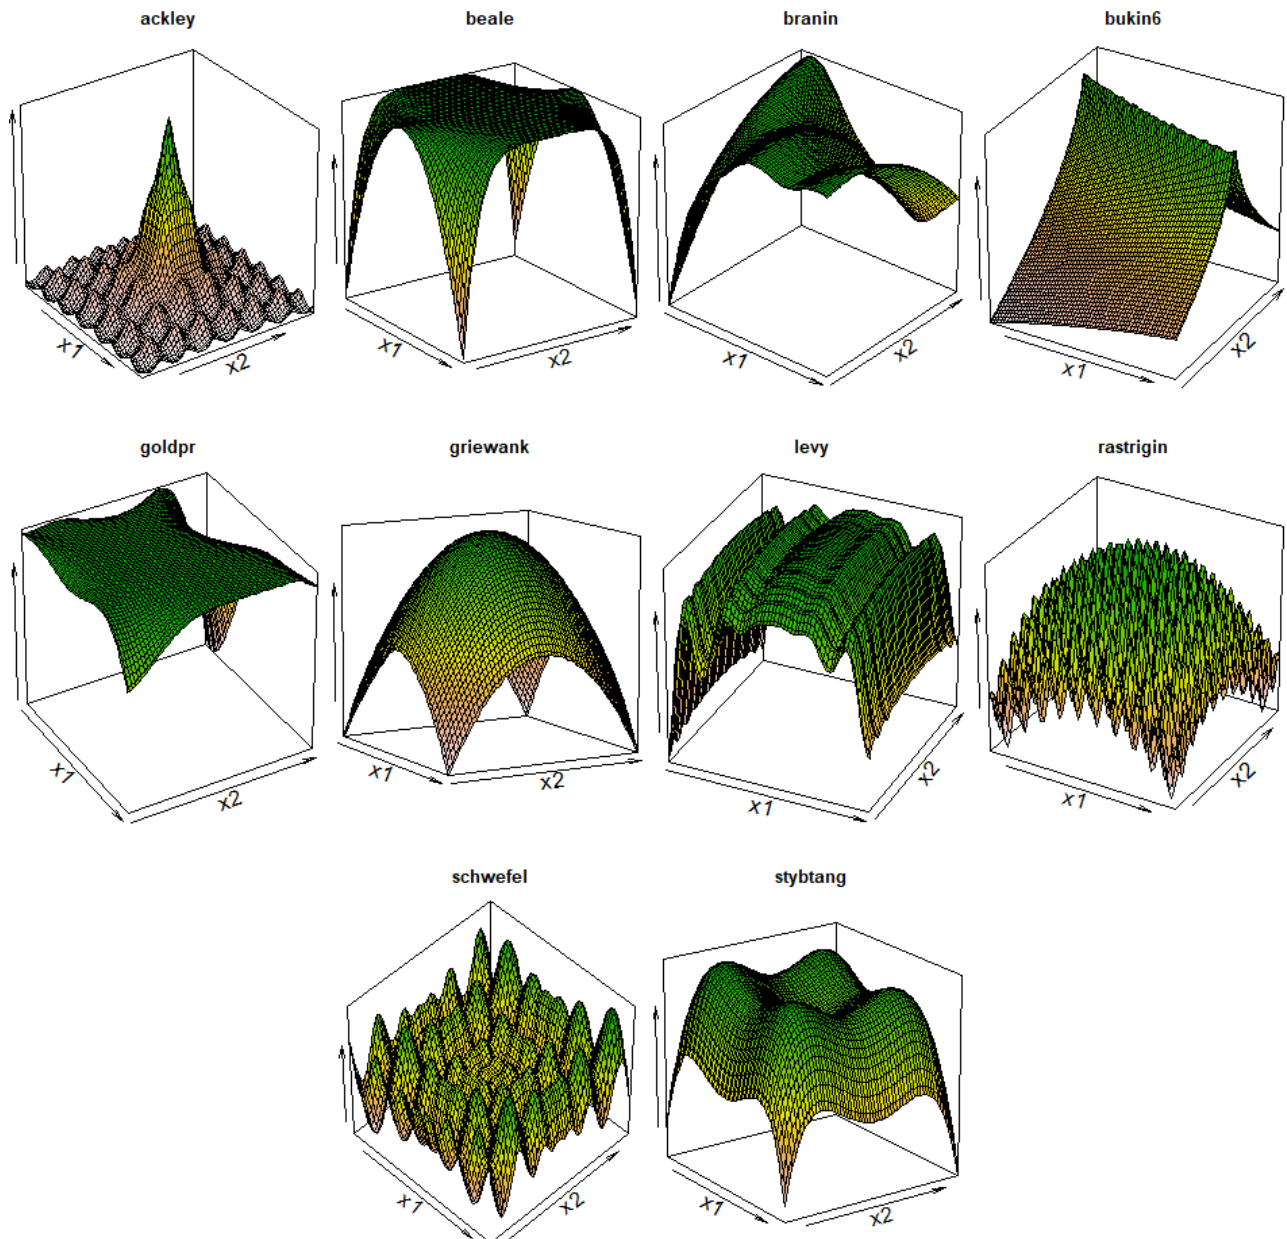 ackley
beale
branin
bukin6
x1
x2
x1
x2
x1
x2
x1
x2
goldpr
griewank
levy
rastrigin
x1
x2
x1
x2
x1
x2
x1
x2
schwefel
stybtang
x1
x2
x1
x2